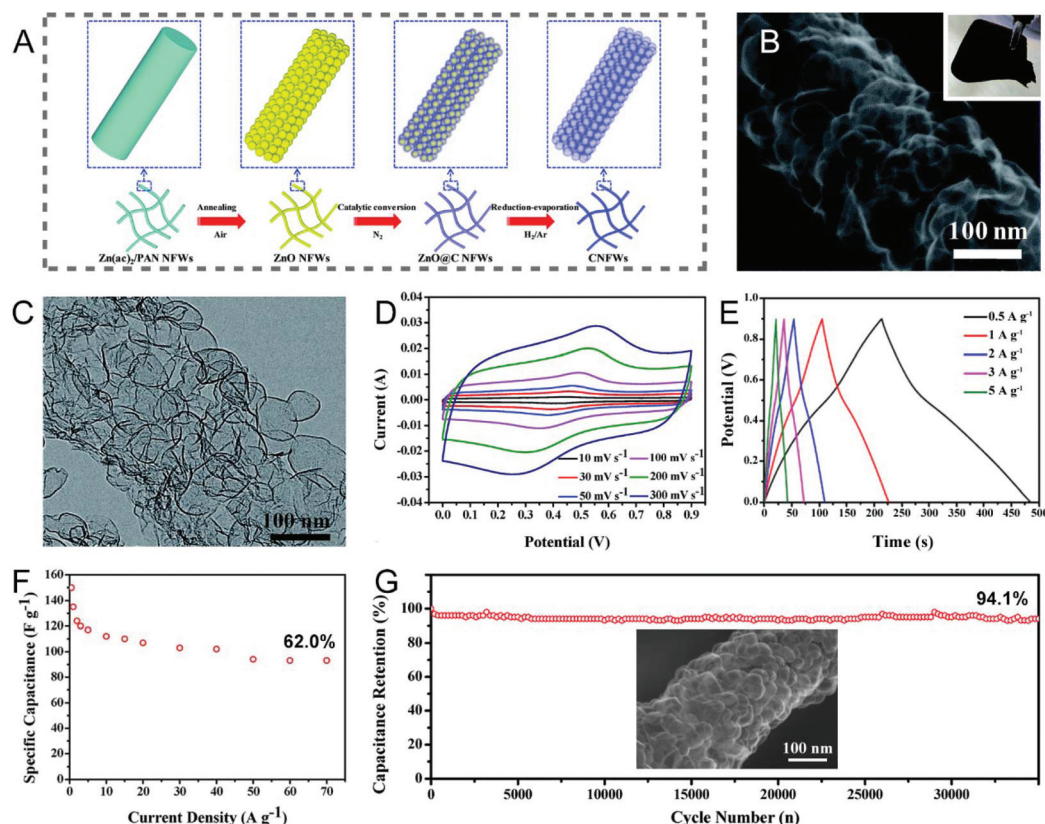 A
Annealing
Air
Catalytic conversion
N₂
Reduction-evaporation
H₂/Ar
Zn(ac)₂/PAN NFWs
ZnO NFWs
ZnO@C NFWs
CNFWs
B
100 nm
C
100 nm
D
Current (A)
0.04
0.03
0.02
0.01
0.00
-0.01
-0.02
-0.03
-0.04
10 mV s⁻¹
100 mV s⁻¹
30 mV s⁻¹
200 mV s⁻¹
50 mV s⁻¹
300 mV s⁻¹
0.0 0.1 0.2 0.3 0.4 0.5 0.6 0.7 0.8 0.9
Potential (V)
E
Potential (V)
1.0
0.8
0.6
0.4
0.2
0.0
0.5 A g⁻¹
1 A g⁻¹
2 A g⁻¹
3 A g⁻¹
5 A g⁻¹
0 50 100 150 200 250 300 350 400 450 500
Time (s)
F
Specific Capacitance (F g⁻¹)
160
140
120
100
80
60
40
20
0
62.0%
0 10 20 30 40 50 60 70
Current Density (A g⁻¹)
G
Capacitance Retention (%)
120
100
80
60
40
20
0
94.1%
100 nm
0 5000 10000 15000 20000 25000 30000
Cycle Number (n)